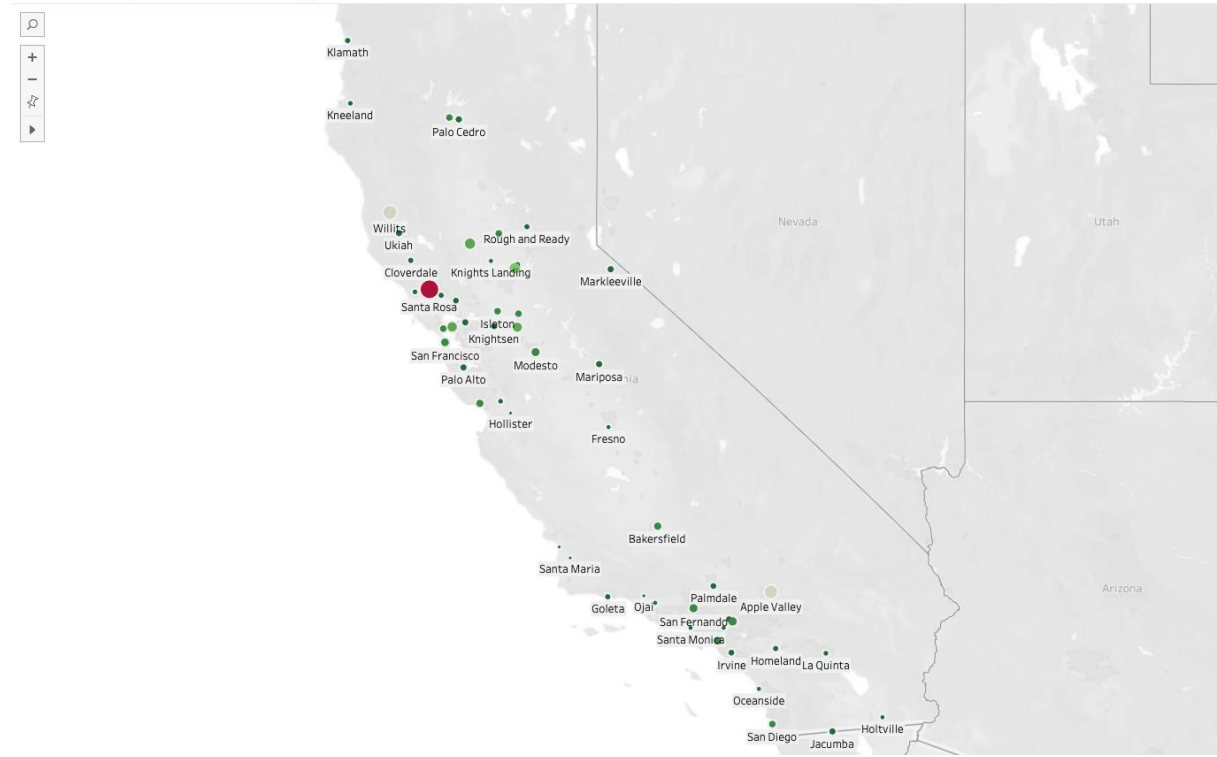 Klamath
Kneeland
Palo Cedro
Nevada
Utah
Willits
Rough and Ready
Ukiah
Cloverdale
Knights Landing
Markleeville
Santa Rosa
Isleton
Knightsen
San Francisco
Modesto
Palo Alto
Mariposa
Hollister
Fresno
Bakersfield
Santa Maria
Arizona
Palmdale
Goleta
Ojai
Apple Valley
San Fernando
Santa Monica
Irvine
Homeland
La Quinta
Oceanside
Holtville
San Diego
Jacumba